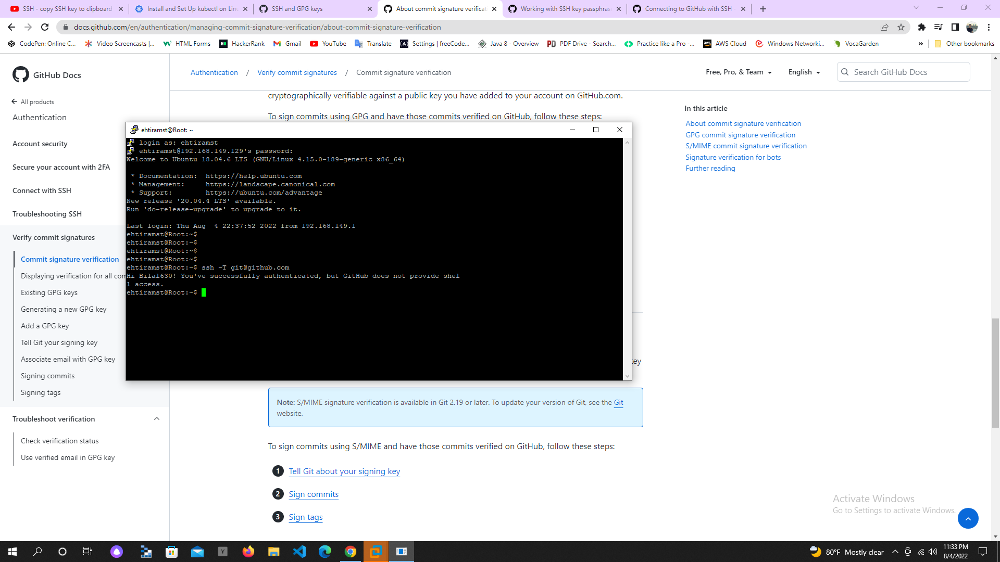 SSH - copy SSH key to clipboard
Install and Set Up kubectl on Lin
SSH and GPG keys
About commit signature verificat
Working with SSH key passphras
Connecting to GitHub with SSH -
docs.github.com/en/authentication/managing-commit-signature-verification/about-commit-signature-verification
CodePen: Online C...
Video Screencasts |...
HTML Forms
HackerRank
Gmail
YouTube
Translate
Settings | freeCode...
Java 8 - Overview
PDF Drive - Search...
Practice like a Pro -...
AWS Cloud
Windows Networki...
VocaGarden
»
Other bookmarks
GitHub Docs
Authentication / Verify commit signatures / Commit signature verification
Free, Pro, & Team
English
Search GitHub Docs
All products
Authentication
Account security
Secure your account with 2FA
Connect with SSH
Troubleshooting SSH
Verify commit signatures
Commit signature verification
Displaying verification for all com
Existing GPG keys
Generating a new GPG key
Add a GPG key
Tell Git your signing key
Associate email with GPG key
Signing commits
Signing tags
Troubleshoot verification
Check verification status
Use verified email in GPG key
cryptographically verifiable against a public key you have added to your account on GitHub.com.
To sign commits using GPG and have those commits verified on GitHub, follow these steps:
ehtiramst@Root: ~
login as: ehtiramst
ehtiramst@192.168.149.129's password:
Welcome to Ubuntu 18.04.6 LTS (GNU/Linux 4.15.0-189-generic x86_64)
* Documentation:  https://help.ubuntu.com
* Management:     https://landscape.canonical.com
* Support:        https://ubuntu.com/advantage
New release '20.04.4 LTS' available.
Run 'do-release-upgrade' to upgrade to it.
Last login: Thu Aug  4 22:37:52 2022 from 192.168.149.1
ehtiramst@Root:~$
ehtiramst@Root:~$
ehtiramst@Root:~$
ehtiramst@Root:~$
ehtiramst@Root:~$ ssh -T git@github.com
Hi Bilal630! You've successfully authenticated, but GitHub does not provide shel
l access.
ehtiramst@Root:~$
key
Note: S/MIME signature verification is available in Git 2.19 or later. To update your version of Git, see the Git
website.
To sign commits using S/MIME and have those commits verified on GitHub, follow these steps:
1 Tell Git about your signing key
2 Sign commits
3 Sign tags
In this article
About commit signature verification
GPG commit signature verification
S/MIME commit signature verification
Signature verification for bots
Further reading
Activate Windows
Go to Settings to activate Windows.
80°F Mostly clear
11:33 PM
8/4/2022